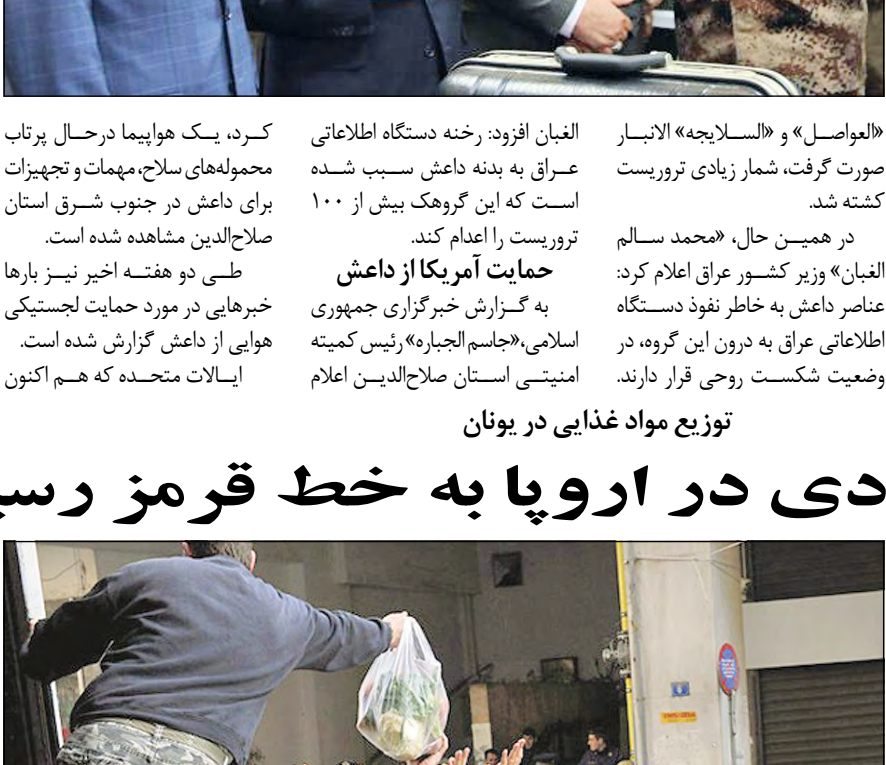 «العواصل» و «السلایجه» الانبار
صورت گرفت، شمار زیادی تروریست
کشته شد.
در همین حال، «محمد سالم
الغبان» وزیر کشور عراق اعلام کرد:
عناصر داعش به خاطر نفوذ دستگاه
اطلاعاتی عراق به درون این گروه، در
وضعیت شکست روحی قرار دارند.
الغبان افزود: رخنه دستگاه اطلاعاتی
عراق به بدنه داعش سبب شده
است که این گروهک بیش از ۱۰۰
تروریست را اعدام کند.
حمایت آمریکا از داعش
به گزارش خبرگزاری جمهوری
اسلامی،«جاسم الجباره» رئیس کمیته
امنیتی استان صلاح‌الدین اعلام
کرد، یک هواپیما درحال پرتاب
محموله‌های سلاح، مهمات و تجهیزات
برای داعش در جنوب شرق استان
صلاح‌الدین مشاهده شده است.
طی دو هفته اخیر نیز بارها
خبرهایی در مورد حمایت لجستیکی
هوایی از داعش گزارش شده است.
ایالات متحده که هم اکنون
توزیع مواد غذایی در یونان
دی در اروپا به خط قرمز رسی